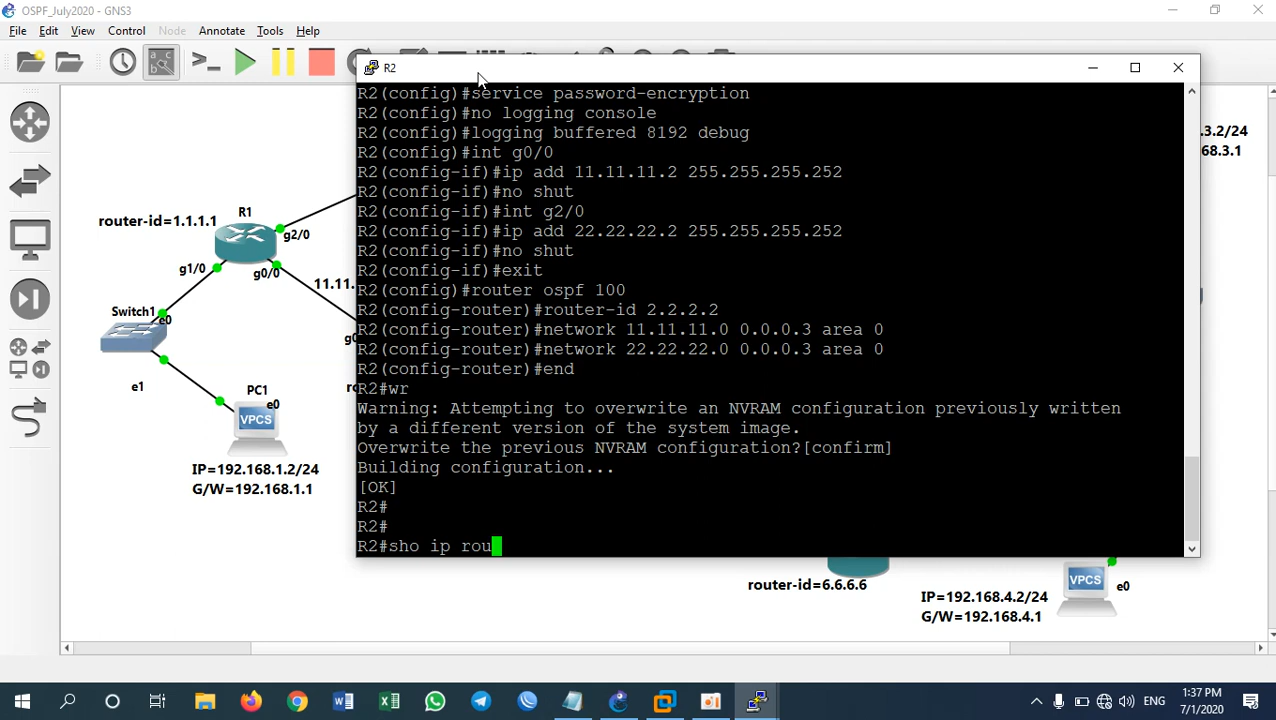 OSPF_July2020 - GNS3
File Edit View Control Node Annotate Tools Help
R2
R2(config)#service password-encryption
R2(config)#no logging console
R2(config)#logging buffered 8192 debug
R2(config)#int g0/0
R2(config-if)#ip add 11.11.11.2 255.255.255.252
R2(config-if)#no shut
R2(config-if)#int g2/0
R2(config-if)#ip add 22.22.22.2 255.255.255.252
R2(config-if)#no shut
R2(config-if)#exit
R2(config)#router ospf 100
R2(config-router)#router-id 2.2.2.2
R2(config-router)#network 11.11.11.0 0.0.0.3 area 0
R2(config-router)#network 22.22.22.0 0.0.0.3 area 0
R2(config-router)#end
R2#wr
Warning: Attempting to overwrite an NVRAM configuration previously written
by a different version of the system image.
Overwrite the previous NVRAM configuration?[confirm]
Building configuration...
[OK]
R2#
R2#
R2#sho ip rou
.3.2/24
68.3.1
R1
router-id=1.1.1.1
g2/0
g1/0
g0/0
11.11.
Switch1
e0
g0
e1
PC1
e0
VPCS
ro
IP=192.168.1.2/24
G/W=192.168.1.1
router-id=6.6.6.6
VPCS
e0
IP=192.168.4.2/24
G/W=192.168.4.1
ENG
1:37 PM
7/1/2020